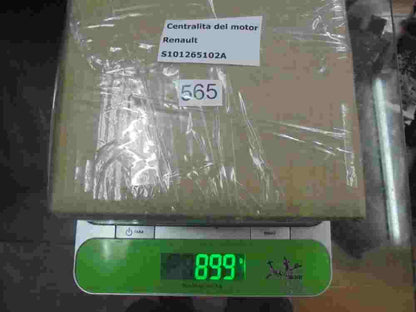 Centralita del motor
Renault
S101265102A
565
899